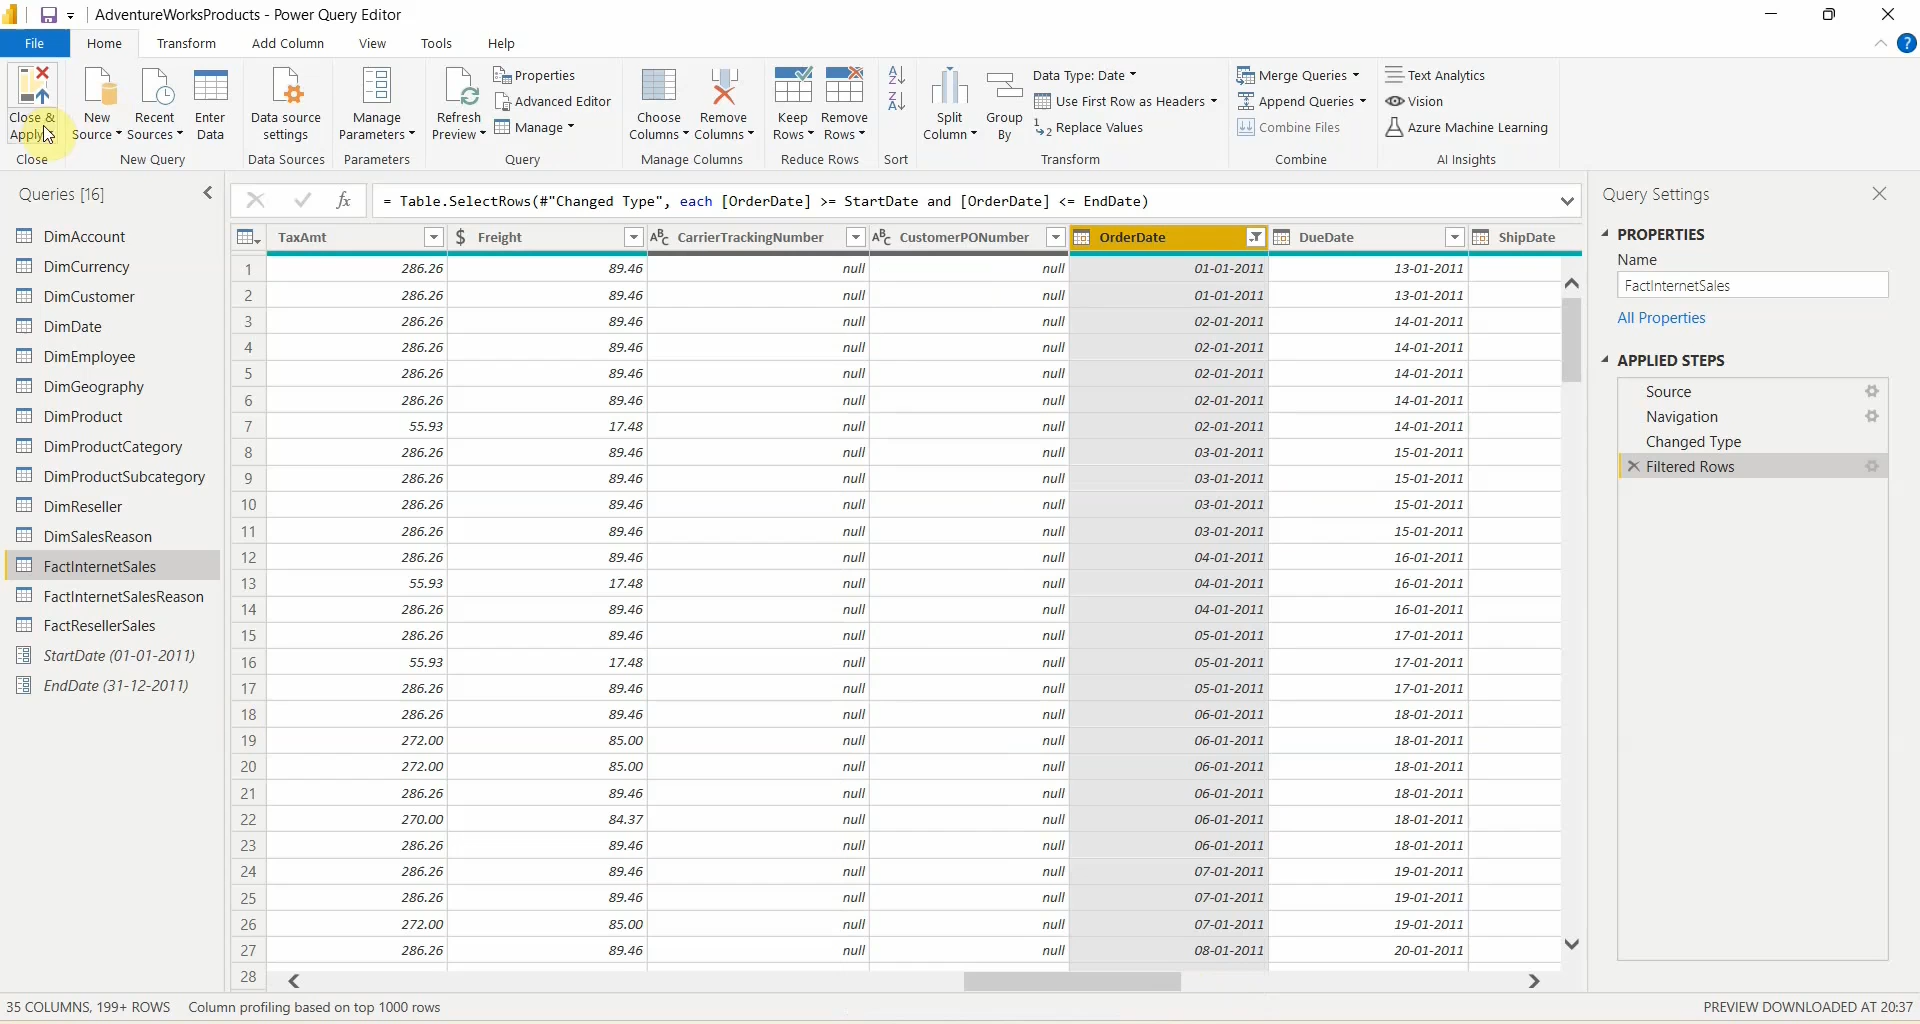 AdventureWorksProducts - Power Query Editor
File Home Transform Add Column View Tools Help
Close & Apply
New Source
Recent Sources
Enter Data
Data source settings
Manage Parameters
Refresh Preview
Properties
Advanced Editor
Manage
Choose Columns
Remove Columns
Keep Rows
Remove Rows
Split Column
Group By
Data Type: Date
Use First Row as Headers
Replace Values
Merge Queries
Append Queries
Combine Files
Text Analytics
Vision
Azure Machine Learning
Close New Query Data Sources Parameters Query Manage Columns Reduce Rows Sort Transform Combine AI Insights
Queries [16]
DimAccount
DimCurrency
DimCustomer
DimDate
DimEmployee
DimGeography
DimProduct
DimProductCategory
DimProductSubcategory
DimReseller
DimSalesReason
FactInternetSales
FactInternetSalesReason
FactResellerSales
StartDate (01-01-2011)
EndDate (31-12-2011)
fx = Table.SelectRows(#"Changed Type", each [OrderDate] >= StartDate and [OrderDate] <= EndDate)
TaxAmt $ Freight ABC CarrierTrackingNumber ABC CustomerPONumber OrderDate DueDate ShipDate
1 286.26 89.46 null null 01-01-2011 13-01-2011
2 286.26 89.46 null null 01-01-2011 13-01-2011
3 286.26 89.46 null null 02-01-2011 14-01-2011
4 286.26 89.46 null null 02-01-2011 14-01-2011
5 286.26 89.46 null null 02-01-2011 14-01-2011
6 286.26 89.46 null null 02-01-2011 14-01-2011
7 55.93 17.48 null null 02-01-2011 14-01-2011
8 286.26 89.46 null null 03-01-2011 15-01-2011
9 286.26 89.46 null null 03-01-2011 15-01-2011
10 286.26 89.46 null null 03-01-2011 15-01-2011
11 286.26 89.46 null null 03-01-2011 15-01-2011
12 286.26 89.46 null null 04-01-2011 16-01-2011
13 55.93 17.48 null null 04-01-2011 16-01-2011
14 286.26 89.46 null null 04-01-2011 16-01-2011
15 286.26 89.46 null null 05-01-2011 17-01-2011
16 55.93 17.48 null null 05-01-2011 17-01-2011
17 286.26 89.46 null null 05-01-2011 17-01-2011
18 286.26 89.46 null null 06-01-2011 18-01-2011
19 272.00 85.00 null null 06-01-2011 18-01-2011
20 272.00 85.00 null null 06-01-2011 18-01-2011
21 286.26 89.46 null null 06-01-2011 18-01-2011
22 270.00 84.37 null null 06-01-2011 18-01-2011
23 286.26 89.46 null null 06-01-2011 18-01-2011
24 286.26 89.46 null null 07-01-2011 19-01-2011
25 286.26 89.46 null null 07-01-2011 19-01-2011
26 272.00 85.00 null null 07-01-2011 19-01-2011
27 286.26 89.46 null null 08-01-2011 20-01-2011
28
Query Settings
PROPERTIES
Name
FactInternetSales
All Properties
APPLIED STEPS
Source
Navigation
Changed Type
Filtered Rows
35 COLUMNS, 199+ ROWS Column profiling based on top 1000 rows
PREVIEW DOWNLOADED AT 20:37